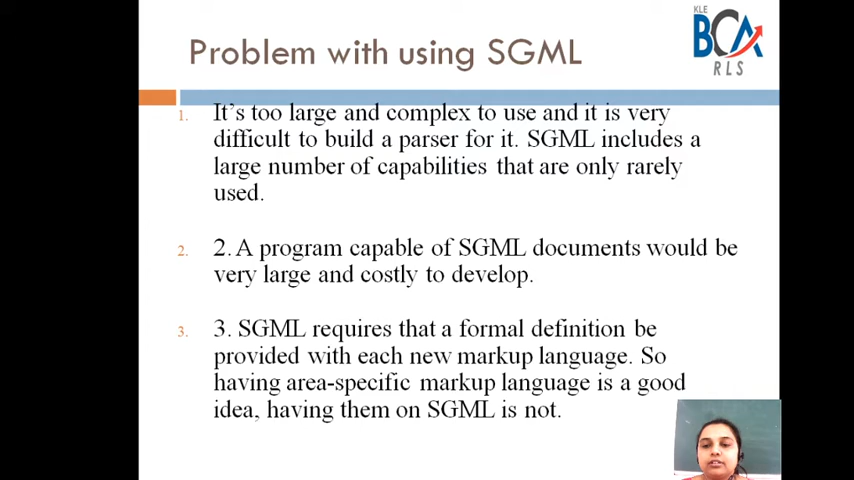 Problem with using SGML
KLE
BCA
RLS
1. It's too large and complex to use and it is very
difficult to build a parser for it. SGML includes a
large number of capabilities that are only rarely
used.
2. 2. A program capable of SGML documents would be
very large and costly to develop.
3. 3. SGML requires that a formal definition be
provided with each new markup language. So
having area-specific markup language is a good
idea, having them on SGML is not.